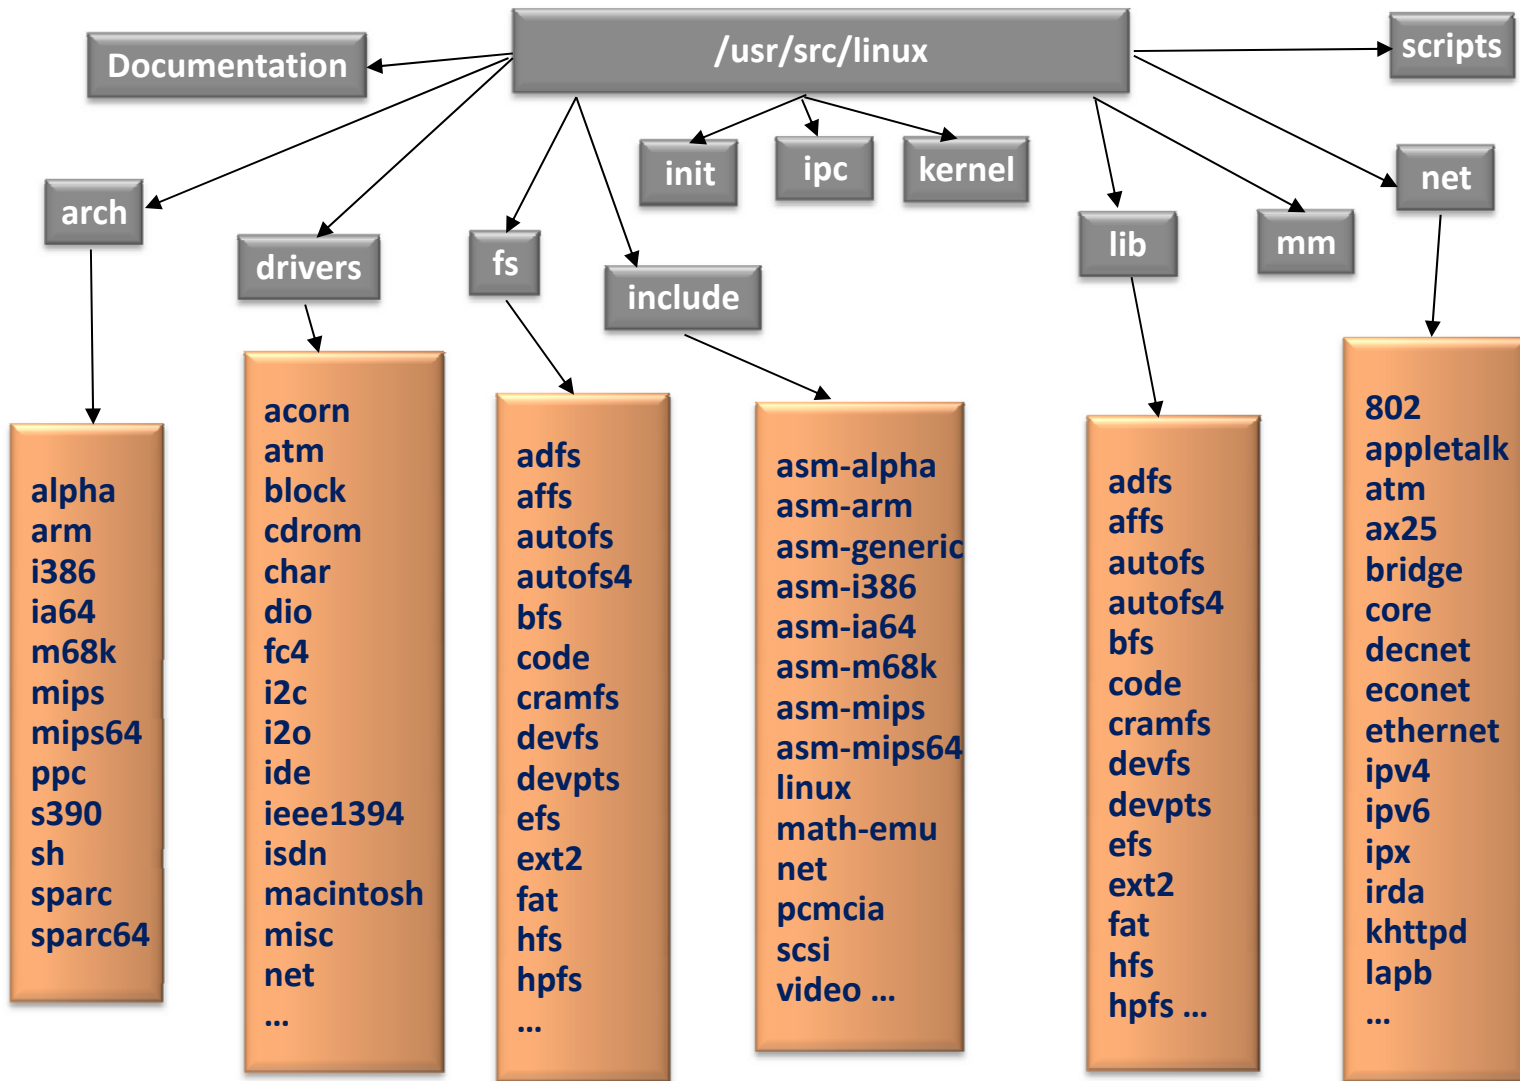 /usr/src/linux
Documentation
scripts
init
ipc
kernel
net
arch
drivers
fs
include
lib
mm
alpha
arm
i386
ia64
m68k
mips
mips64
ppc
s390
sh
sparc
sparc64
acorn
atm
block
cdrom
char
dio
fc4
i2c
i2o
ide
ieee1394
isdn
macintosh
misc
net
...
adfs
affs
autofs
autofs4
bfs
code
cramfs
devfs
devpts
efs
ext2
fat
hfs
hpfs
...
asm-alpha
asm-arm
asm-generic
asm-i386
asm-ia64
asm-m68k
asm-mips
asm-mips64
linux
math-emu
net
pcmcia
scsi
video ...
adfs
affs
autofs
autofs4
bfs
code
cramfs
devfs
devpts
efs
ext2
fat
hfs
hpfs ...
802
appletalk
atm
ax25
bridge
core
decnet
econet
ethernet
ipv4
ipv6
ipx
irda
khttpd
lapb
...